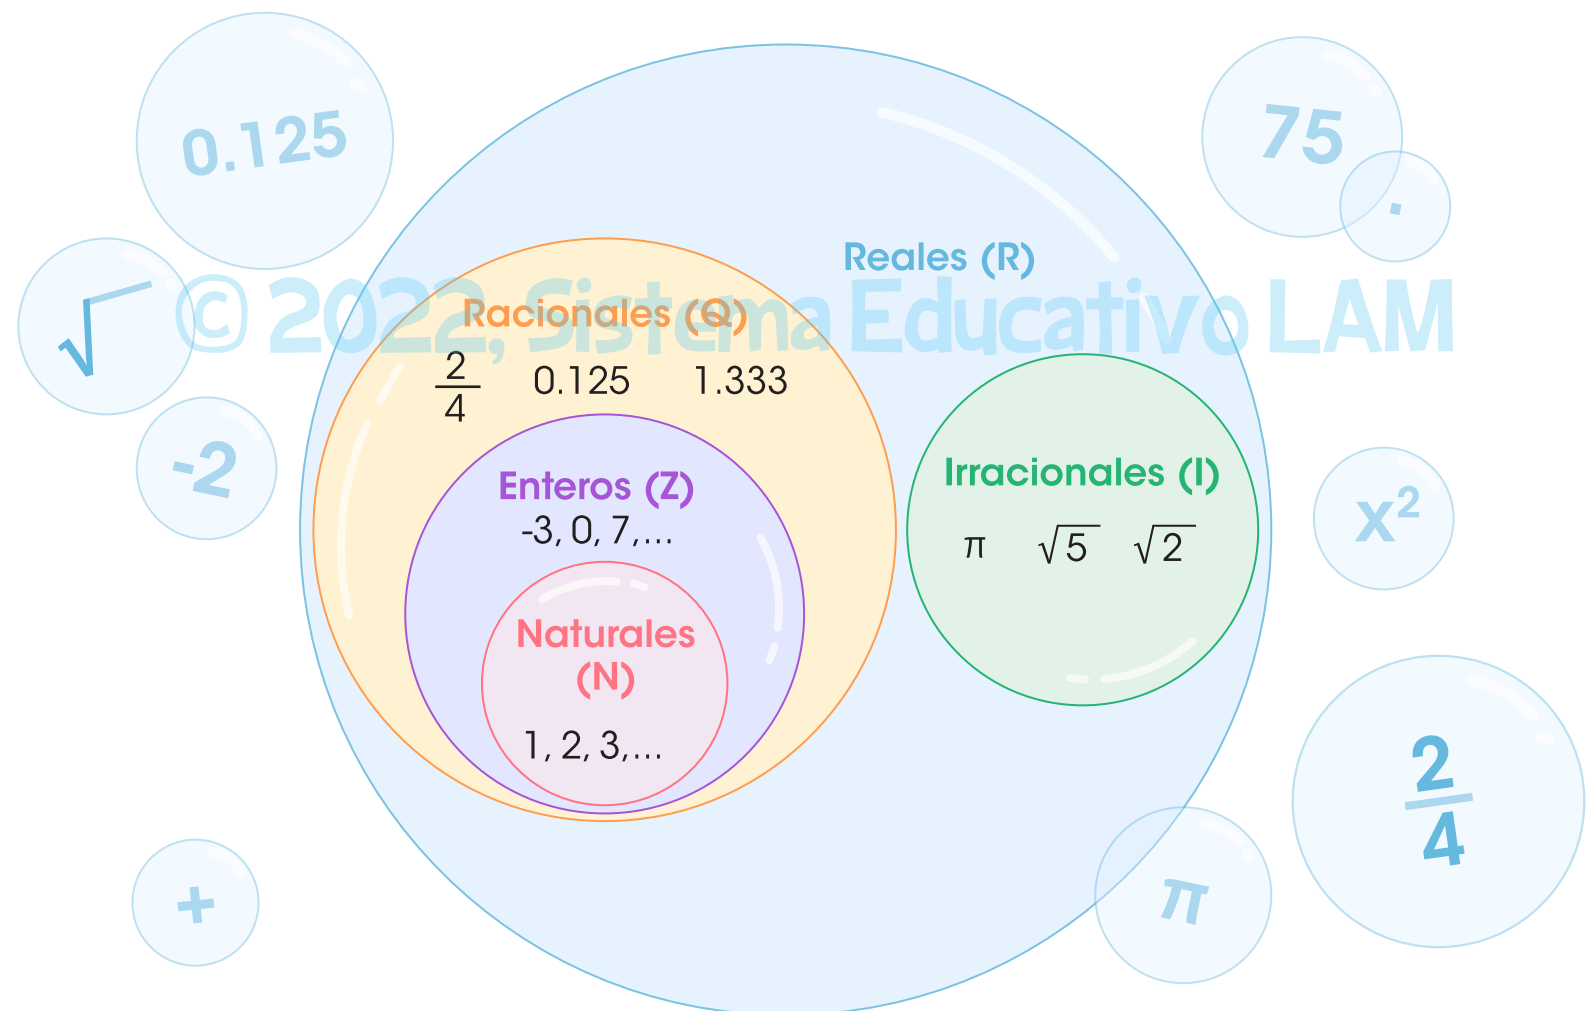 0.125
75
.
Reales (R)
© 2022, Sistema Educativo LAM
√
Racionales (Q)
2/4 0.125 1.333
-2
Enteros (Z)
-3, 0, 7,...
Irracionales (I)
π √5 √2
x²
Naturales
(N)
1, 2, 3,...
2/4
+
π